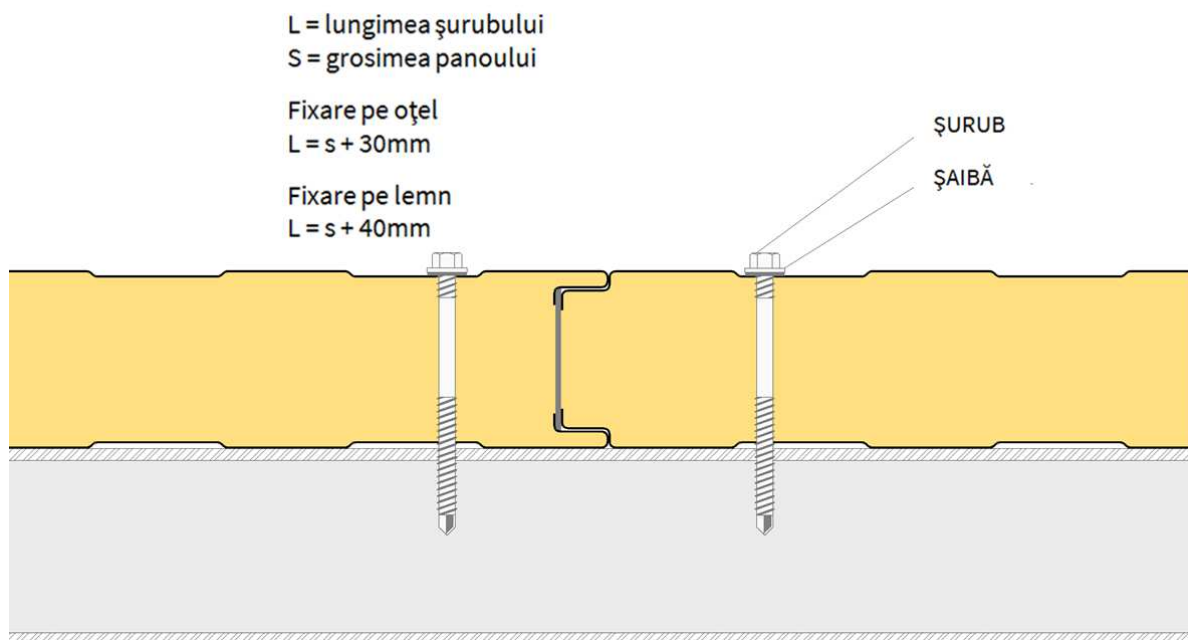 L = lungimea şurubului
S = grosimea panoului
Fixare pe oţel
L = s + 30mm
Fixare pe lemn
L = s + 40mm
ŞURUB
ŞAIBĂ